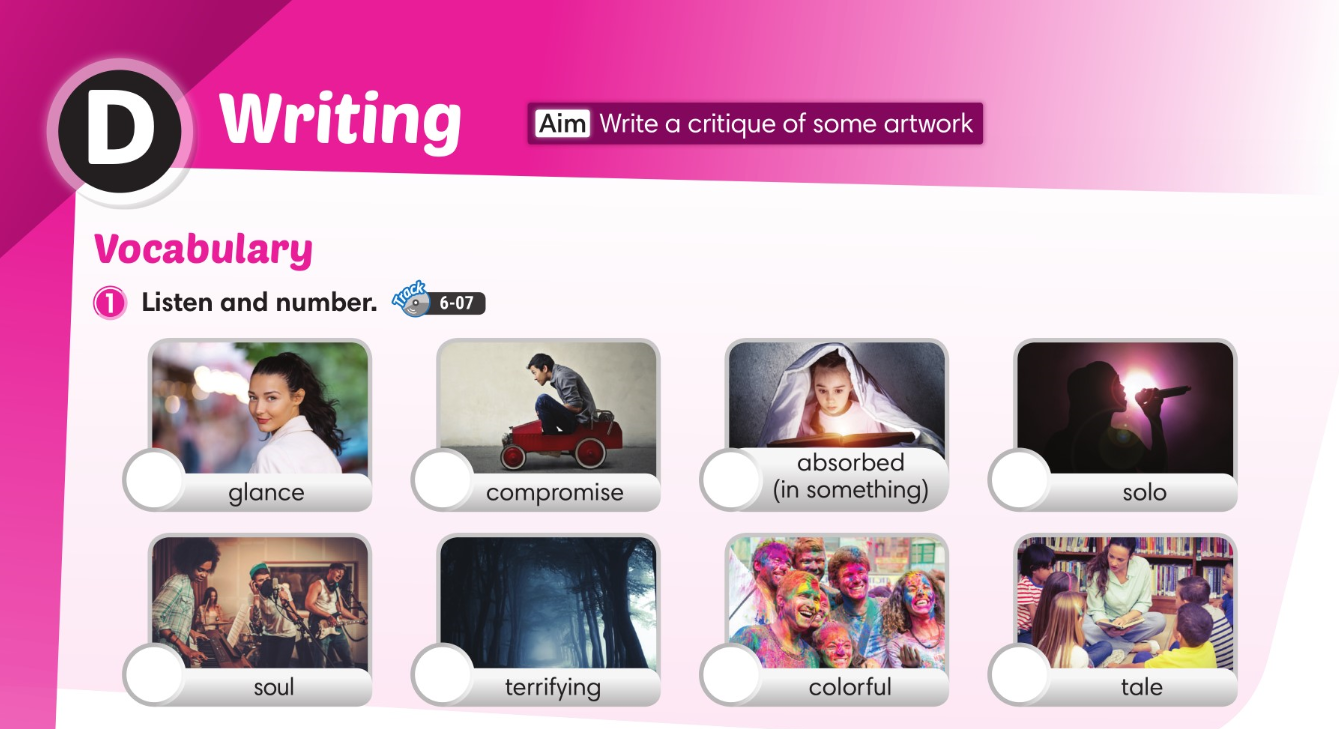 D
Writing
Aim Write a critique of some artwork
Vocabulary
1 Listen and number. Track 6-07
glance
compromise
absorbed
(in something)
solo
soul
terrifying
colorful
tale